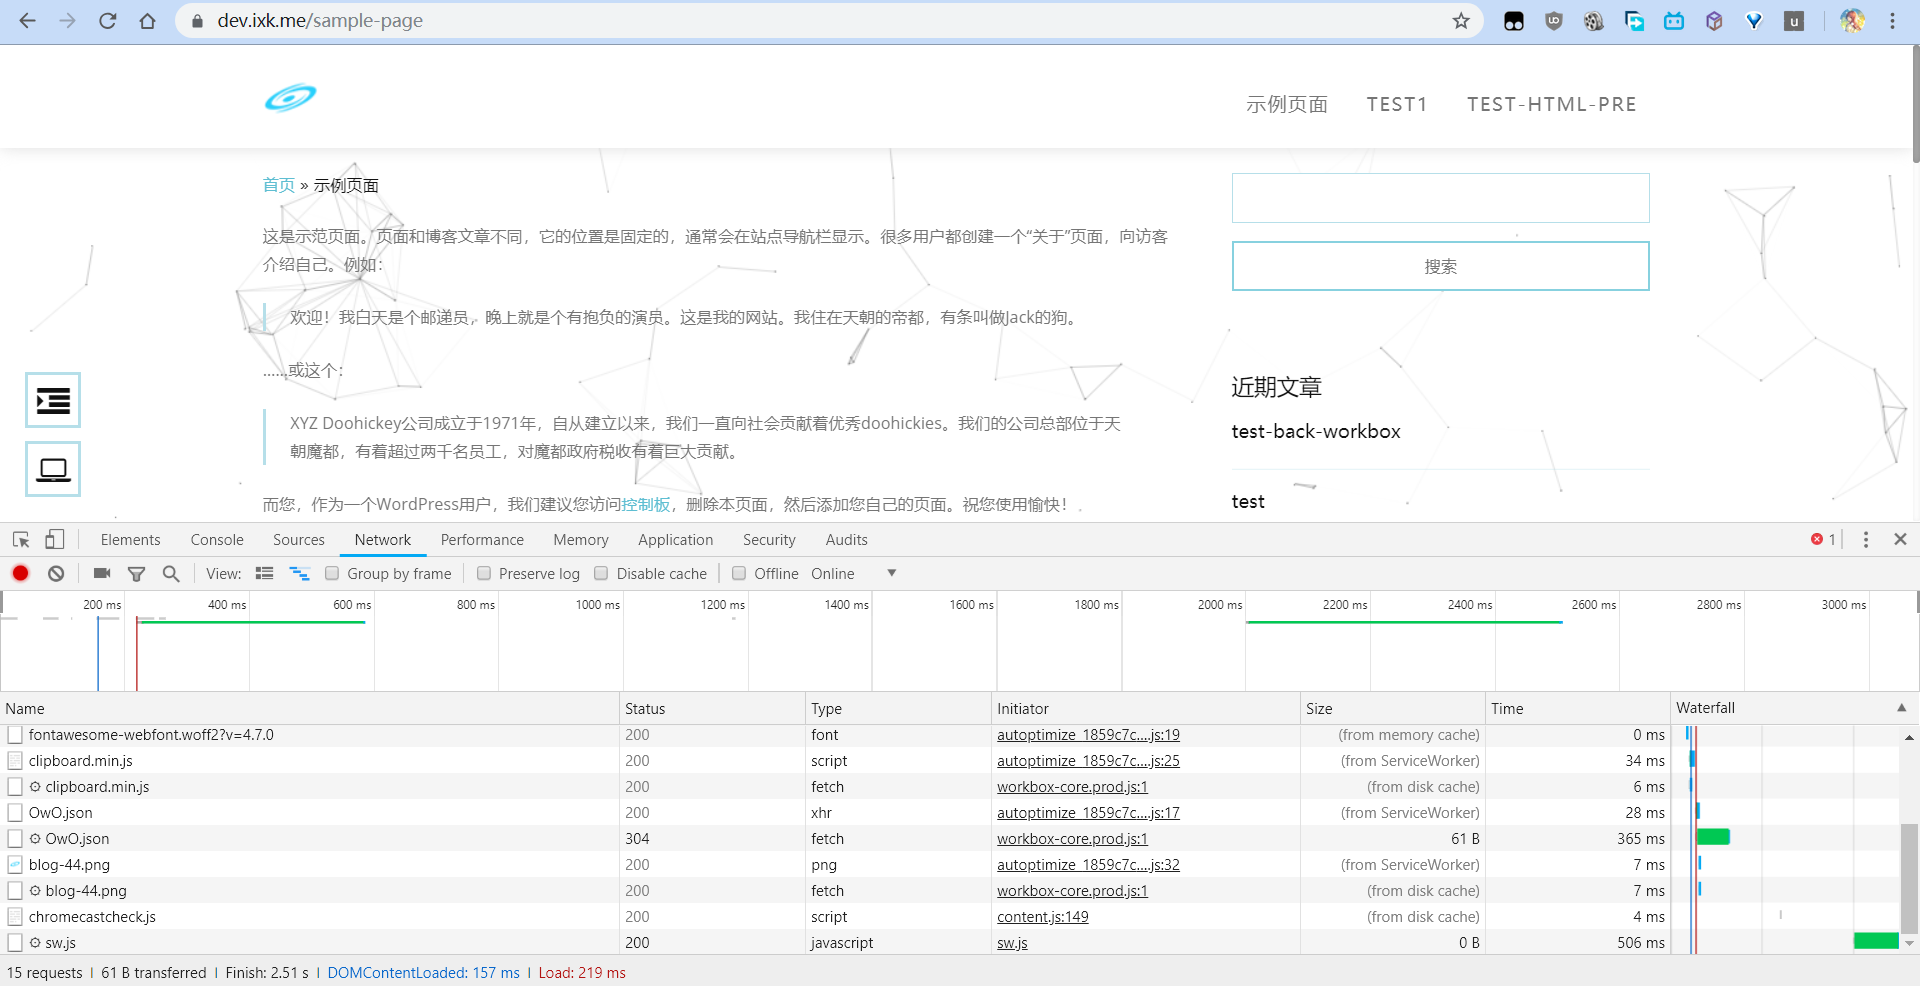 dev.ixk.me/sample-page
示例页面 TEST1 TEST-HTML-PRE
首页 » 示例页面
这是示范页面。页面和博客文章不同，它的位置是固定的，通常会在站点导航栏显示。很多用户都创建一个“关于”页面，向访客
介绍自己。例如：
欢迎！我白天是个邮递员，晚上就是个有抱负的演员。这是我的网站。我住在天朝的帝都，有条叫做Jack的狗。
……或这个：
XYZ Doohickey公司成立于1971年，自从建立以来，我们一直向社会贡献着优秀doohickies。我们的公司总部位于天
朝魔都，有着超过两千名员工，对魔都政府税收有着巨大贡献。
而您，作为一个WordPress用户，我们建议您访问控制板，删除本页面，然后添加您自己的页面。祝您使用愉快！
搜索
近期文章
test-back-workbox
test
Elements Console Sources Network Performance Memory Application Security Audits 1
View: Group by frame Preserve log Disable cache Offline Online
200 ms 400 ms 600 ms 800 ms 1000 ms 1200 ms 1400 ms 1600 ms 1800 ms 2000 ms 2200 ms 2400 ms 2600 ms 2800 ms 3000 ms
Name Status Type Initiator Size Time Waterfall
fontawesome-webfont.woff2?v=4.7.0 200 font autoptimize_1859c7c....js:19 (from memory cache) 0 ms
clipboard.min.js 200 script autoptimize_1859c7c....js:25 (from ServiceWorker) 34 ms
clipboard.min.js 200 fetch workbox-core.prod.js:1 (from disk cache) 6 ms
OwO.json 200 xhr autoptimize_1859c7c....js:17 (from ServiceWorker) 28 ms
OwO.json 304 fetch workbox-core.prod.js:1 61 B 365 ms
blog-44.png 200 png autoptimize_1859c7c....js:32 (from ServiceWorker) 7 ms
blog-44.png 200 fetch workbox-core.prod.js:1 (from disk cache) 7 ms
chromecastcheck.js 200 script content.js:149 (from disk cache) 4 ms
sw.js 200 javascript sw.js 0 B 506 ms
15 requests | 61 B transferred | Finish: 2.51 s | DOMContentLoaded: 157 ms | Load: 219 ms